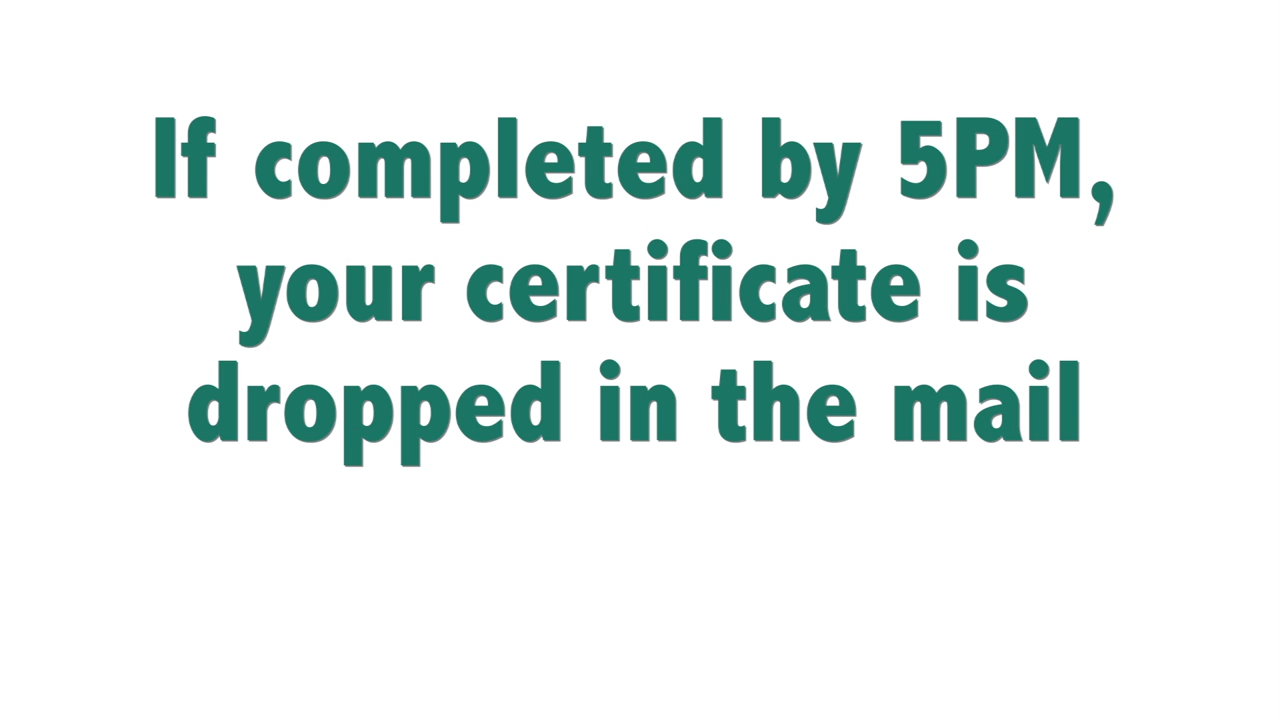 If completed by 5PM,
your certificate is
dropped in the mail